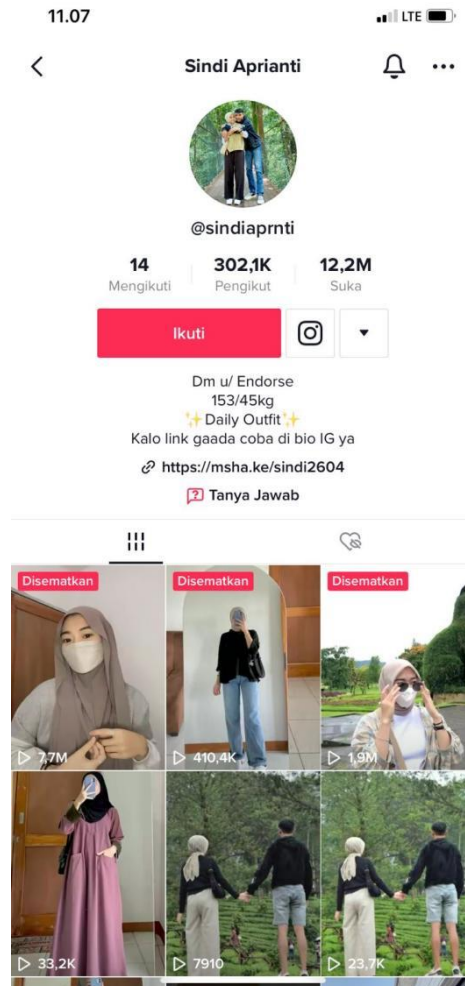 11.07
LTE
Sindi Aprianti
@sindiaprnti
14
Mengikuti
302,1K
Pengikut
12,2M
Suka
Ikuti
Dm u/ Endorse
153/45kg
✨Daily Outfit✨
Kalo link gaada coba di bio IG ya
https://msha.ke/sindi2604
Tanya Jawab
Disematkan
Disematkan
Disematkan
7,7M
410,4K
1,9M
33,2K
7910
23,7K